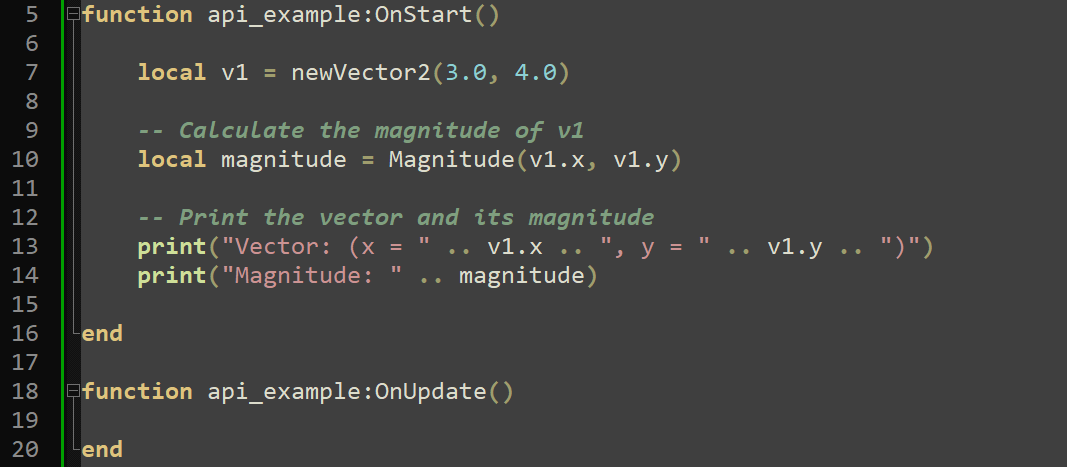 5 function api_example:OnStart()
6
7 local v1 = newVector2(3.0, 4.0)
8
9 -- Calculate the magnitude of v1
10 local magnitude = Magnitude(v1.x, v1.y)
11
12 -- Print the vector and its magnitude
13 print("Vector: (x = " .. v1.x .. ", y = " .. v1.y .. ")")
14 print("Magnitude: " .. magnitude)
15
16 end
17
18 function api_example:OnUpdate()
19
20 end